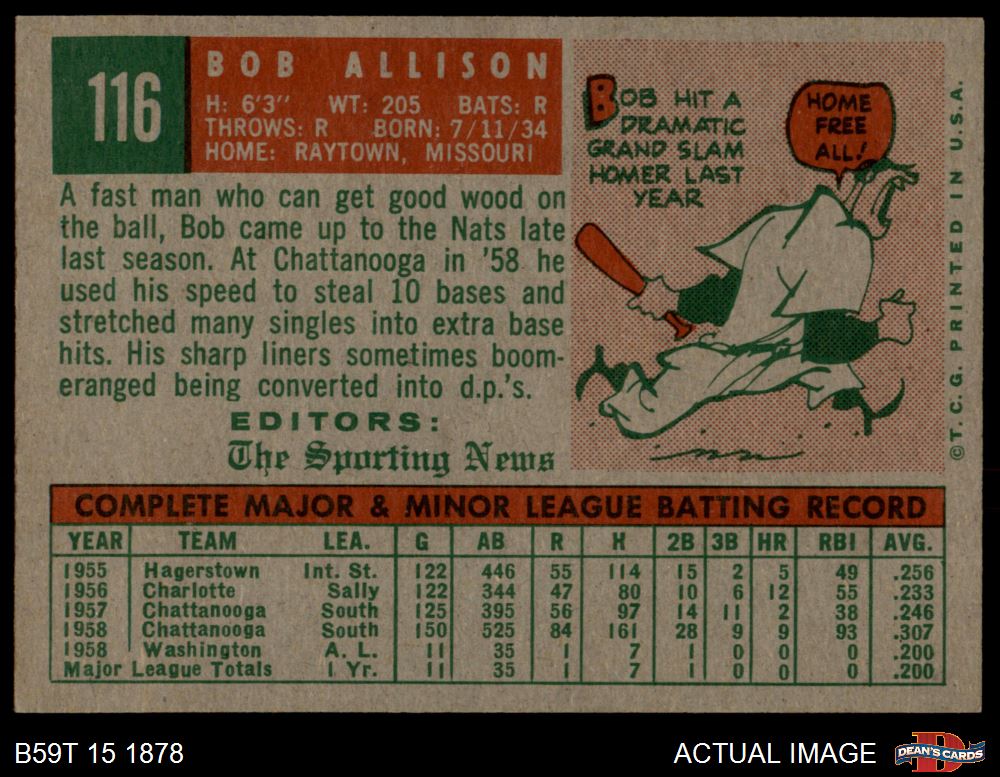 116
BOB ALLISON
H: 6'3" WT: 205 BATS: R
THROWS: R BORN: 7/11/34
HOME: RAYTOWN, MISSOURI
A fast man who can get good wood on
the ball, Bob came up to the Nats late
last season. At Chattanooga in '58 he
used his speed to steal 10 bases and
stretched many singles into extra base
hits. His sharp liners sometimes boom-
eranged being converted into d.p.'s.
EDITORS:
The Sporting News
BOB HIT A
DRAMATIC
GRAND SLAM
HOMER LAST
YEAR
HOME
FREE
ALL!
©T.C.G. PRINTED IN U.S.A.
COMPLETE MAJOR & MINOR LEAGUE BATTING RECORD
YEAR TEAM LEA. G AB R H 2B 3B HR RBI AVG.
1955 Hagerstown Int. St. 122 446 55 114 15 2 5 49 .256
1956 Charlotte Sally 122 344 47 80 10 6 12 55 .233
1957 Chattanooga South 125 395 56 97 14 11 2 38 .246
1958 Chattanooga South 150 525 84 161 28 9 9 93 .307
1958 Washington A. L. 11 35 1 7 1 0 0 0 .200
Major League Totals 1 Yr. 11 35 1 7 1 0 0 0 .200
B59T 15 1878
ACTUAL IMAGE
DEAN'S CARDS